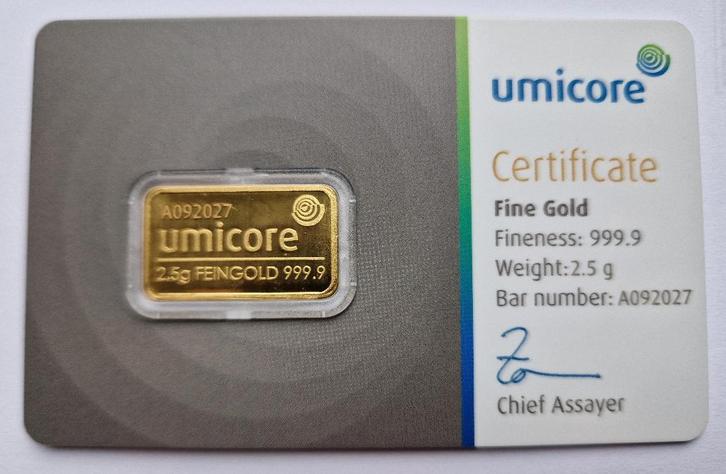 A092027
umicore
2.5g FEINGOLD 999.9
umicore
Certificate
Fine Gold
Fineness: 999.9
Weight:2.5 g
Bar number: A092027
Chief Assayer